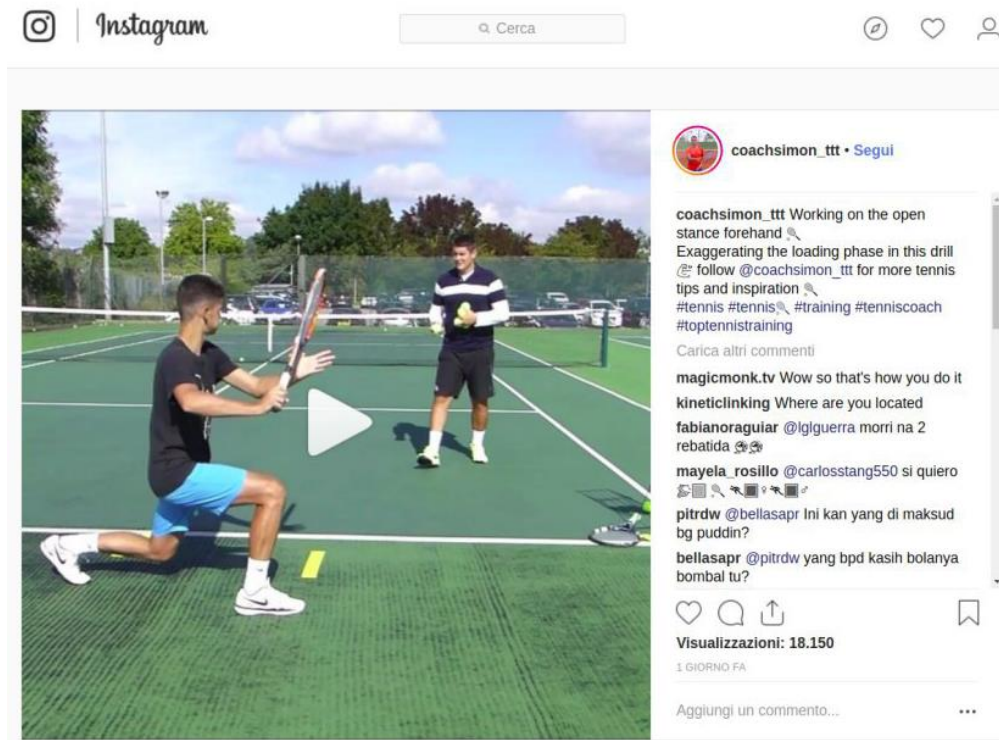 Instagram
Cerca
coachsimon_ttt • Segui
coachsimon_ttt Working on the open
stance forehand
Exaggerating the loading phase in this drill
follow @coachsimon_ttt for more tennis
tips and inspiration
#tennis #tennis #training #tenniscoach
#toptennistraining
Carica altri commenti
magicmonk.tv Wow so that's how you do it
kineticlinking Where are you located
fabianoraguiar @lglguerra morri na 2
rebatida
mayela_rosillo @carlosstang550 si quiero
pitrdw @bellasapr Ini kan yang di maksud
bg puddin?
bellasapr @pitrdw yang bpd kasih bolanya
bombal tu?
Visualizzazioni: 18.150
1 GIORNO FA
Aggiungi un commento...